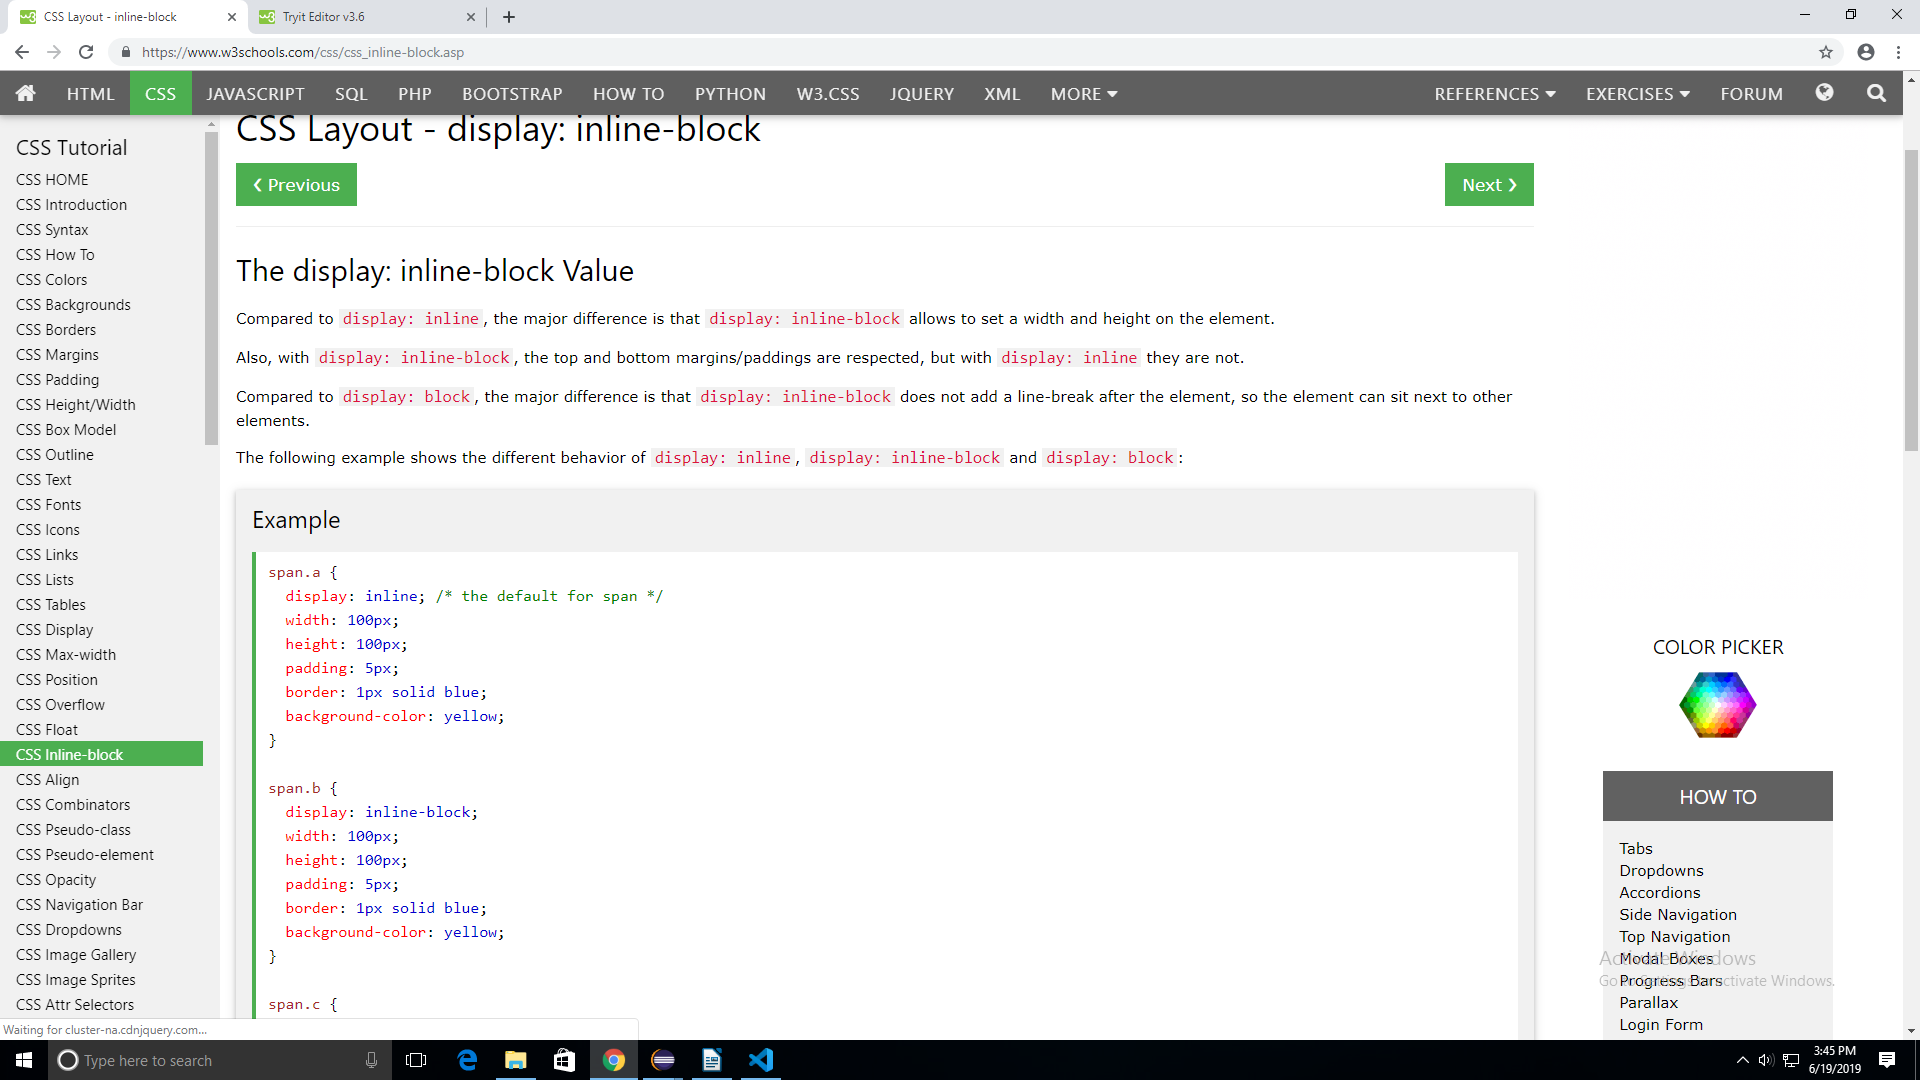 CSS Layout - inline-block
Tryit Editor v3.6
https://www.w3schools.com/css/css_inline-block.asp
HTML CSS JAVASCRIPT SQL PHP BOOTSTRAP HOW TO PYTHON W3.CSS JQUERY XML MORE REFERENCES EXERCISES FORUM
CSS Tutorial
CSS HOME
CSS Introduction
CSS Syntax
CSS How To
CSS Colors
CSS Backgrounds
CSS Borders
CSS Margins
CSS Padding
CSS Height/Width
CSS Box Model
CSS Outline
CSS Text
CSS Fonts
CSS Icons
CSS Links
CSS Lists
CSS Tables
CSS Display
CSS Max-width
CSS Position
CSS Overflow
CSS Float
CSS Inline-block
CSS Align
CSS Combinators
CSS Pseudo-class
CSS Pseudo-element
CSS Opacity
CSS Navigation Bar
CSS Dropdowns
CSS Image Gallery
CSS Image Sprites
CSS Attr Selectors
CSS Layout - display: inline-block
❮ Previous
Next ❯
The display: inline-block Value
Compared to display: inline, the major difference is that display: inline-block allows to set a width and height on the element.
Also, with display: inline-block, the top and bottom margins/paddings are respected, but with display: inline they are not.
Compared to display: block, the major difference is that display: inline-block does not add a line-break after the element, so the element can sit next to other
elements.
The following example shows the different behavior of display: inline, display: inline-block and display: block:
Example
span.a {
display: inline; /* the default for span */
width: 100px;
height: 100px;
padding: 5px;
border: 1px solid blue;
background-color: yellow;
}
span.b {
display: inline-block;
width: 100px;
height: 100px;
padding: 5px;
border: 1px solid blue;
background-color: yellow;
}
span.c {
COLOR PICKER
HOW TO
Tabs
Dropdowns
Accordions
Side Navigation
Top Navigation
Modal Boxes
Progress Bars
Parallax
Login Form
Activate Windows
Go to Settings to activate Windows.
Waiting for cluster-na.cdnjquery.com...
Type here to search
3:45 PM
6/19/2019